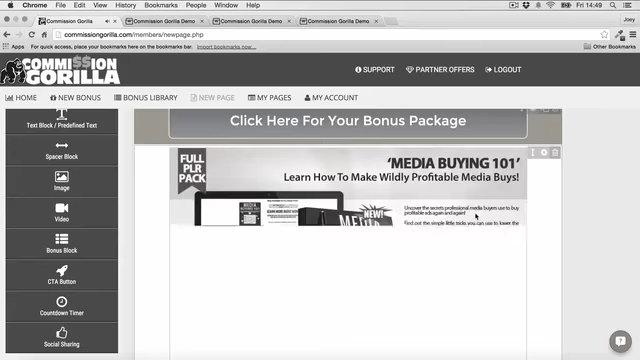 Chrome File Edit View History Bookmarks People Window Help
Fri 14:49
Commission Gorilla
Commission Gorilla Demo
Commission Gorilla Demo
Commission Gorilla Demo
Joey
commissiongorilla.com/members/newpage.php
Apps For quick access, place your bookmarks here on the bookmarks bar. Import bookmarks now...
Other Bookmarks
COMMI$$ION
GORILLA
SUPPORT PARTNER OFFERS LOGOUT
HOME NEW BONUS BONUS LIBRARY NEW PAGE MY PAGES MY ACCOUNT
Text Block / Predefined Text
Spacer Block
Image
Video
Bonus Block
CTA Button
Countdown Timer
Social Sharing
Click Here For Your Bonus Package
FULL
PLR
PACK
'MEDIA BUYING 101'
Learn How To Make Wildly Profitable Media Buys!
Uncover the secrets professional media buyers use to buy
profitable ads again and again!
Find out the simple little tricks you can use to lower the
NEW!
MEDIA